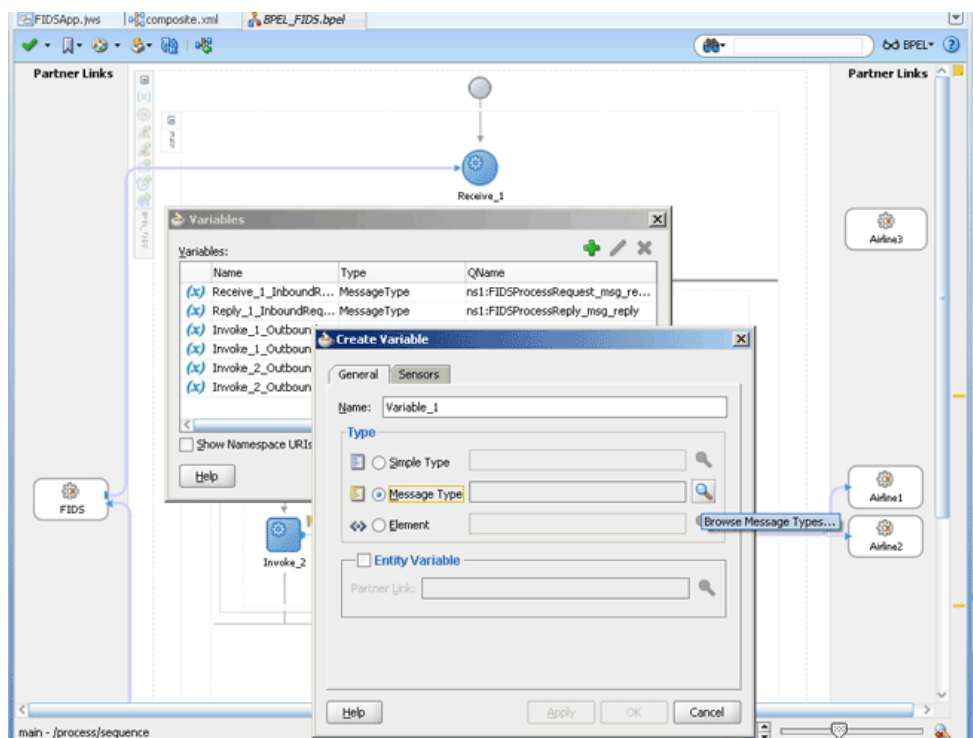 FIDSApp.jws composite.xml BPEL_FIDS.bpel
BPEL
Partner Links Partner Links
Receive_1
Airline3
Variables
Variables:
Name Type QName
(x) Receive_1_InboundR... MessageType ns1:FIDSProcessRequest_msg_re...
(x) Reply_1_InboundReq... MessageType ns1:FIDSProcessReply_msg_reply
(x) Invoke_1_Outboun
(x) Invoke_1_Outboun
(x) Invoke_2_Outboun
(x) Invoke_2_Outboun
Show Namespace URIs
Help
Create Variable
General Sensors
Name: Variable_1
Type
Simple Type
Message Type
Browse Message Types...
Element
Entity Variable
Partner Link:
Help Apply OK Cancel
FIDS
Invoke_2
Airline1
Airline2
main - /process/sequence